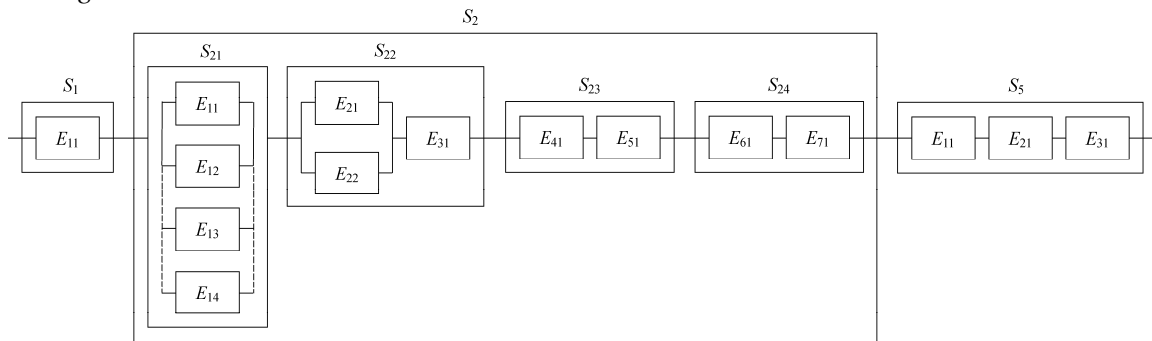 S₂
S₁ S₂₁ S₂₂ S₂₃ S₂₄ S₅
E₁₁ E₂₁
E₁₁ E₃₁ E₄₁ E₅₁ E₆₁ E₇₁ E₁₁ E₂₁ E₃₁
E₁₂ E₂₂
E₁₃
E₁₄